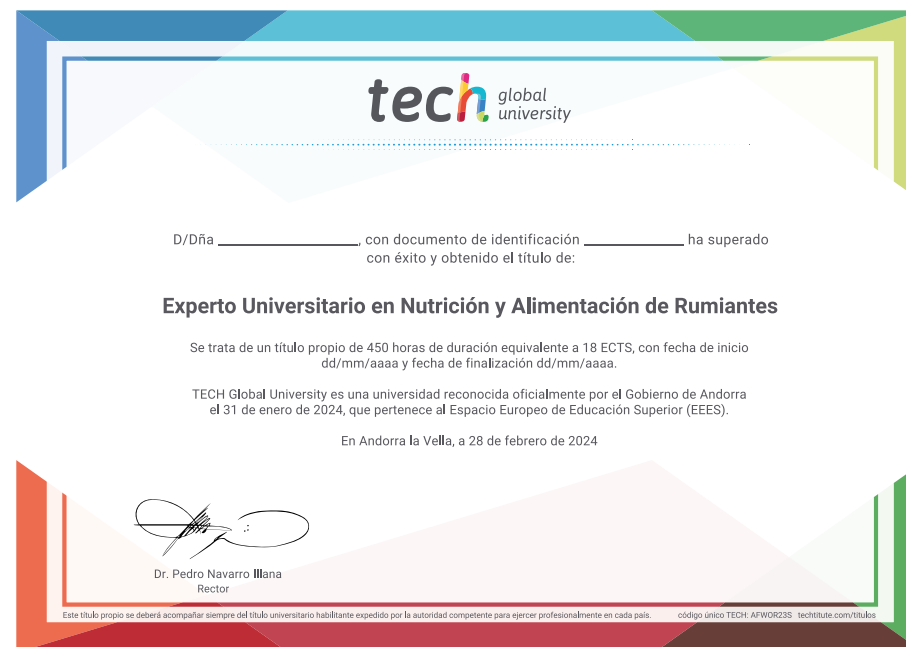 tech global university
D/Dña ____________________, con documento de identificación ______________ ha superado
con éxito y obtenido el título de:
Experto Universitario en Nutrición y Alimentación de Rumiantes
Se trata de un título propio de 450 horas de duración equivalente a 18 ECTS, con fecha de inicio
dd/mm/aaaa y fecha de finalización dd/mm/aaaa.
TECH Global University es una universidad reconocida oficialmente por el Gobierno de Andorra
el 31 de enero de 2024, que pertenece al Espacio Europeo de Educación Superior (EEES).
En Andorra la Vella, a 28 de febrero de 2024
Dr. Pedro Navarro Illana
Rector
Este título propio se deberá acompañar siempre del título universitario habilitante expedido por la autoridad competente para ejercer profesionalmente en cada país. código único TECH: AFWOR23S techtitute.com/titulos